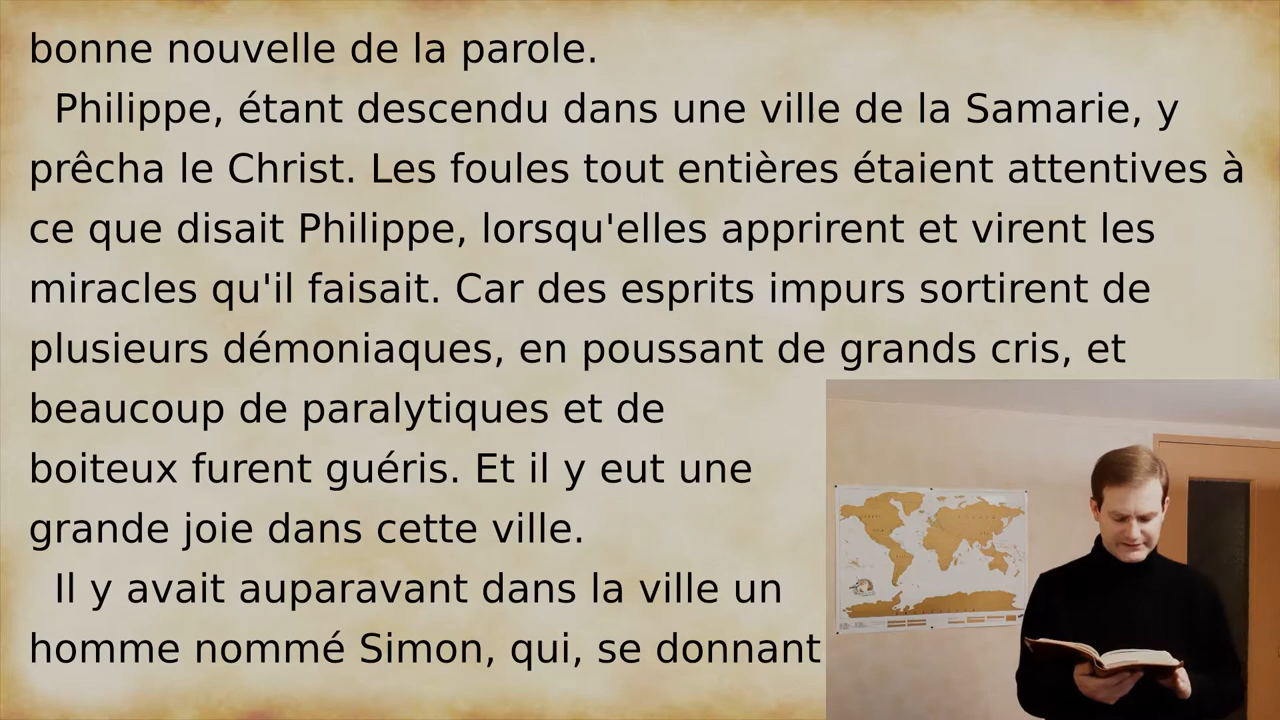 bonne nouvelle de la parole.
Philippe, étant descendu dans une ville de la Samarie, y
prêcha le Christ. Les foules tout entières étaient attentives à
ce que disait Philippe, lorsqu'elles apprirent et virent les
miracles qu'il faisait. Car des esprits impurs sortirent de
plusieurs démoniaques, en poussant de grands cris, et
beaucoup de paralytiques et de
boiteux furent guéris. Et il y eut une
grande joie dans cette ville.
Il y avait auparavant dans la ville un
homme nommé Simon, qui, se donnant